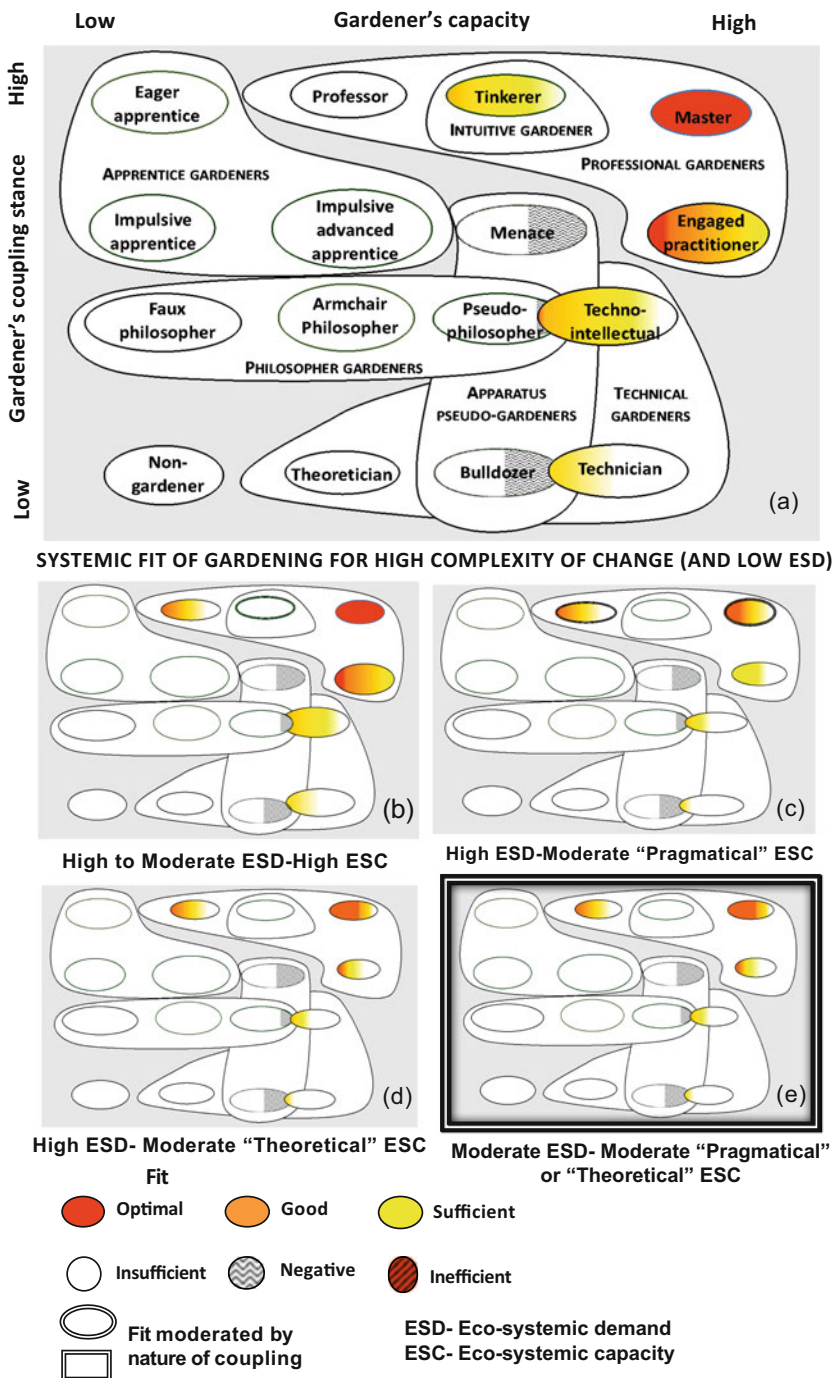 Gardener's capacity
Low
High
High
Gardener's coupling stance
Low
Eager
apprentice
Professor
Tinkerer
INTUITIVE GARDENER
Master
APPRENTICE GARDENERS
PROFESSIONAL GARDENERS
Impulsive
apprentice
Impulsive
advanced
apprentice
Menace
Engaged
practitioner
Faux
philosopher
Armchair
Philosopher
Pseudo-
philosopher
Techno-
intellectual
PHILOSOPHER GARDENERS
APPARATUS
PSEUDO-GARDENERS
TECHNICAL
GARDENERS
Non-
gardener
Theoretician
Bulldozer
Technician
(a)
SYSTEMIC FIT OF GARDENING FOR HIGH COMPLEXITY OF CHANGE (AND LOW ESD)
(b)
High to Moderate ESD-High ESC
(c)
High ESD-Moderate “Pragmatical” ESC
(d)
High ESD- Moderate “Theoretical” ESC
(e)
Moderate ESD- Moderate “Pragmatical”
or “Theoretical” ESC
Fit
Optimal
Good
Sufficient
Insufficient
Negative
Inefficient
Fit moderated by
nature of coupling
ESD- Eco-systemic demand
ESC- Eco-systemic capacity